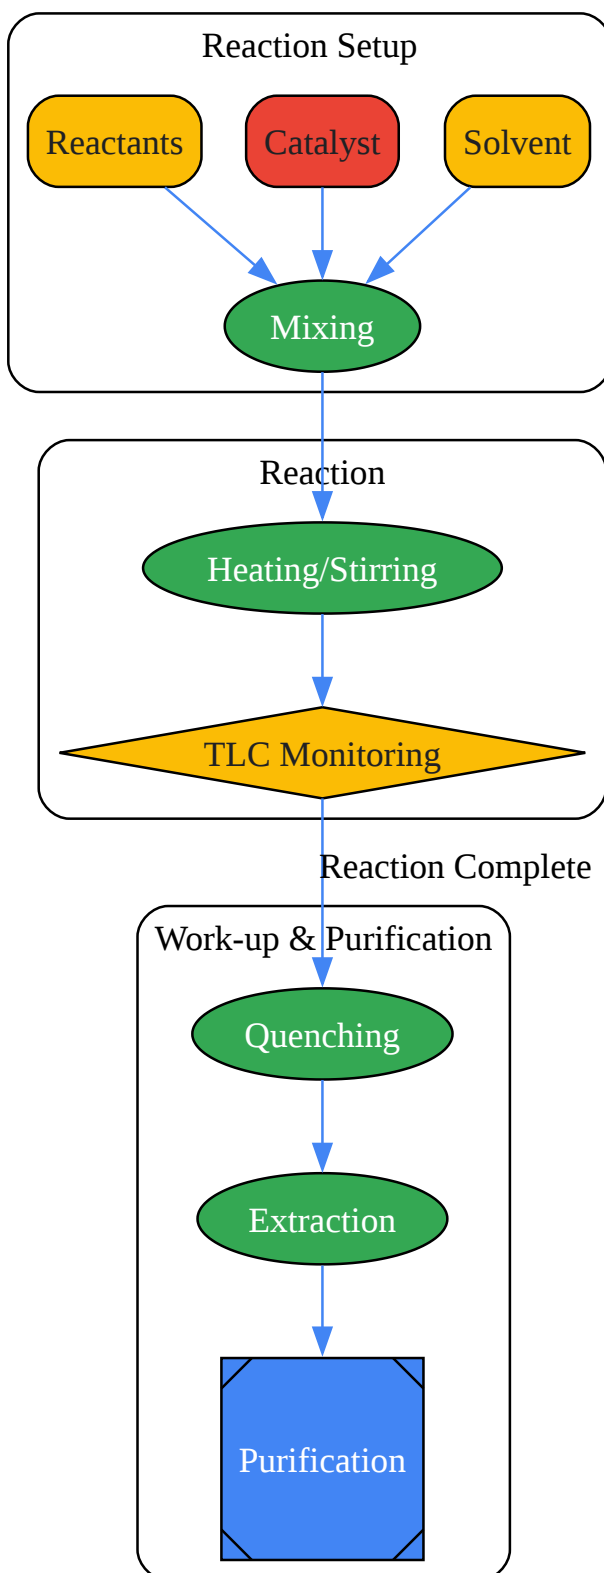 Reaction Setup
Reactants
Catalyst
Solvent
Mixing
Reaction
Heating/Stirring
TLC Monitoring
Reaction Complete
Work-up & Purification
Quenching
Extraction
Purification